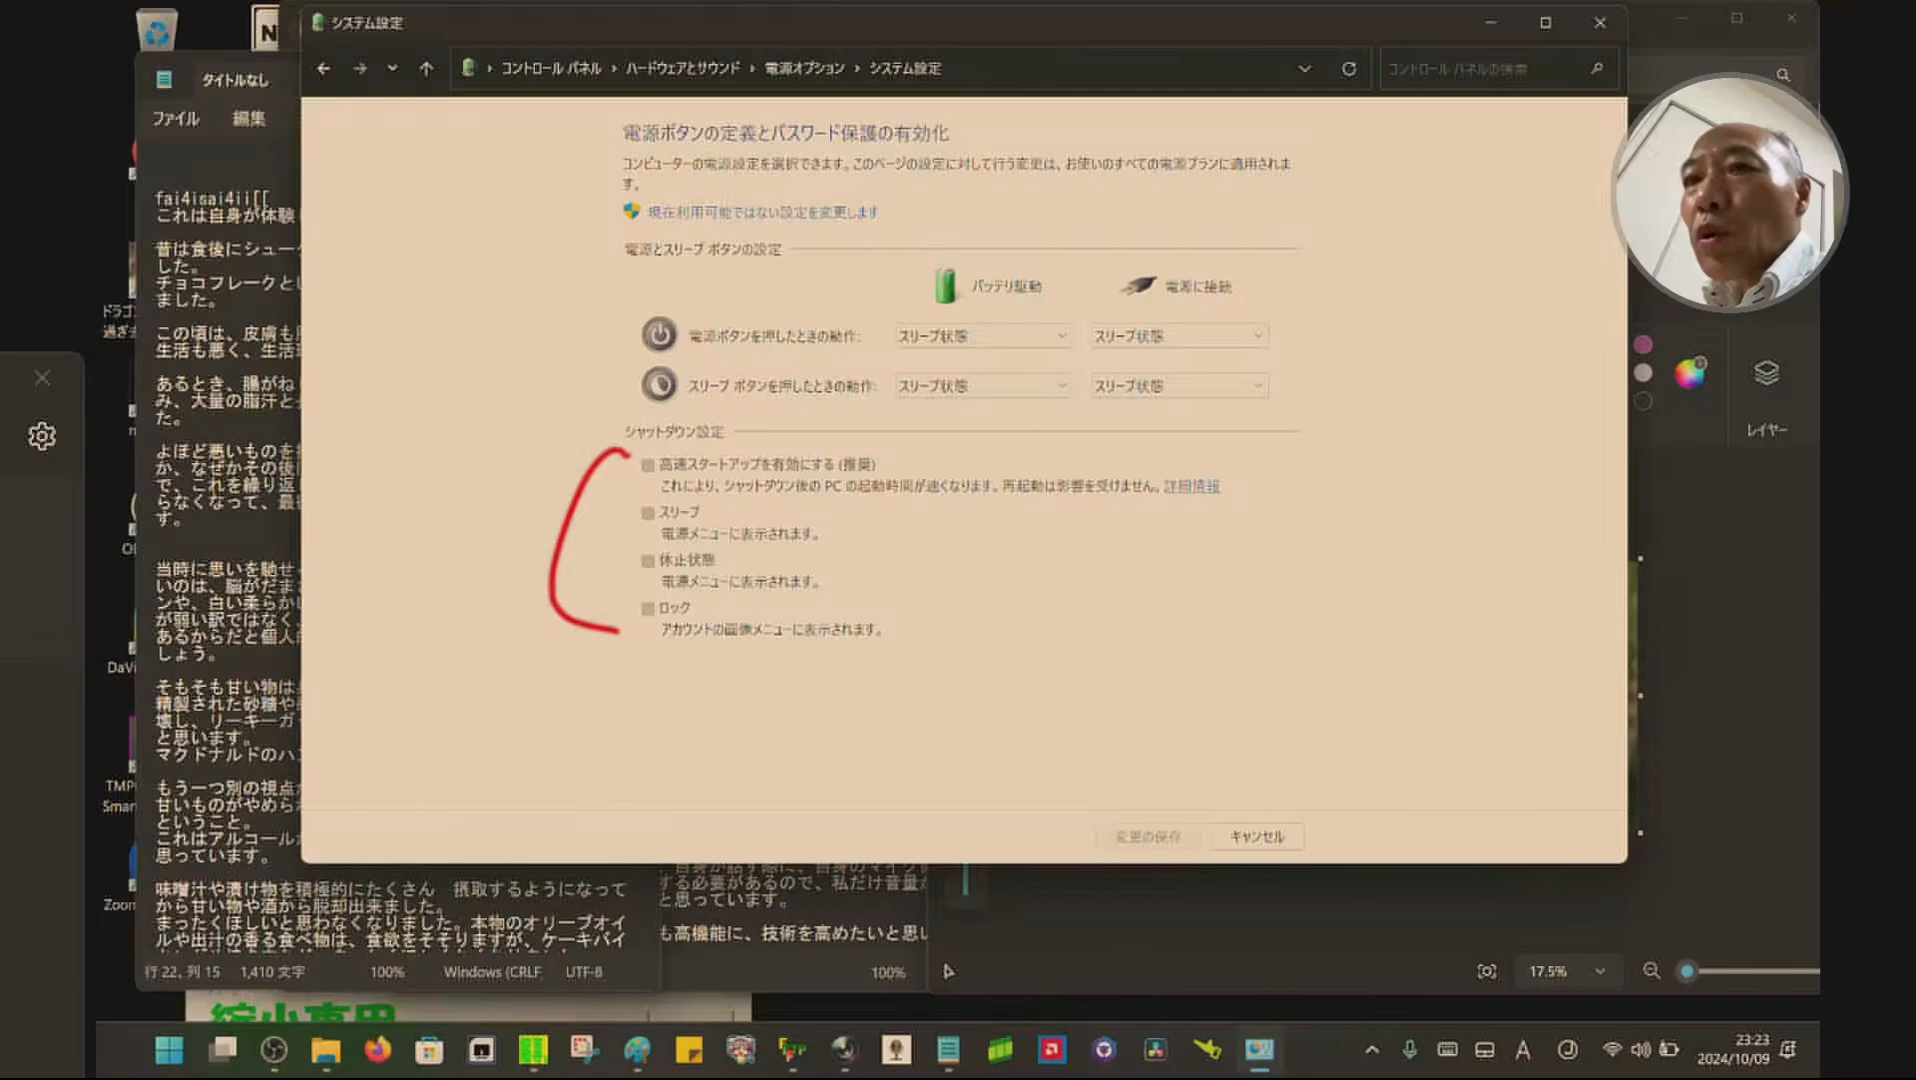 システム設定
コントロール パネル › ハードウェアとサウンド › 電源オプション › システム設定
コントロール パネルの検索
電源ボタンの定義とパスワード保護の有効化
コンピューターの電源設定を選択できます。このページの設定に対して行う変更は、お使いのすべての電源プランに適用されま
す。
現在利用可能ではない設定を変更します
電源とスリープ ボタンの設定
バッテリ駆動
電源に接続
電源ボタンを押したときの動作:
スリープ状態
スリープ状態
スリープ ボタンを押したときの動作:
スリープ状態
スリープ状態
シャットダウン設定
高速スタートアップを有効にする (推奨)
これにより、シャットダウン後の PC の起動時間が速くなります。再起動は影響を受けません。詳細情報
スリープ
電源メニューに表示されます。
休止状態
電源メニューに表示されます。
ロック
アカウントの画像メニューに表示されます。
変更の保存
キャンセル
タイトルなし
ファイル
編集
fai4isai4ii[[
これは自身が体験
昔は食後にシューク
した。
チョコフレークとい
ました。
この頃は、皮膚も
生活も悪く、生活
あるとき、腸がね
み、大量の脂汗と
た。
よほど悪いものを
か、なぜかその後
で、これを繰り返
らなくなって、最
す。
当時に思いを馳せ
いのは、脳がだま
ンや、白い柔らか
が弱い訳ではなく、
あるからだと個人
しょう。
そもそも甘い物は
精製された砂糖や
壊し、リーキーガ
と思います。
マクドナルドのハ
もう一つ別の視点
甘いものがやめら
ということ。
これはアルコール
思っています。
味噌汁や漬け物を積極的にたくさん 摂取するようになって
から甘い物や酒から脱却出来ました。
まったくほしいと思わなくなりました。本物のオリーブオイ
ルや出汁の香る食べ物は、食欲をそそりますが、ケーキバイ
行 22, 列 15
1,410 文字
100%
Windows (CRLF
UTF-8
する必要があるので、私だけ音量
と思っています。
も高機能に、技術を高めたいと思い
100%
レイヤー
17.5%
ドラゴ
過ぎ
DaVi
Smar
Zoom
縮小専用
23:23
2024/10/09